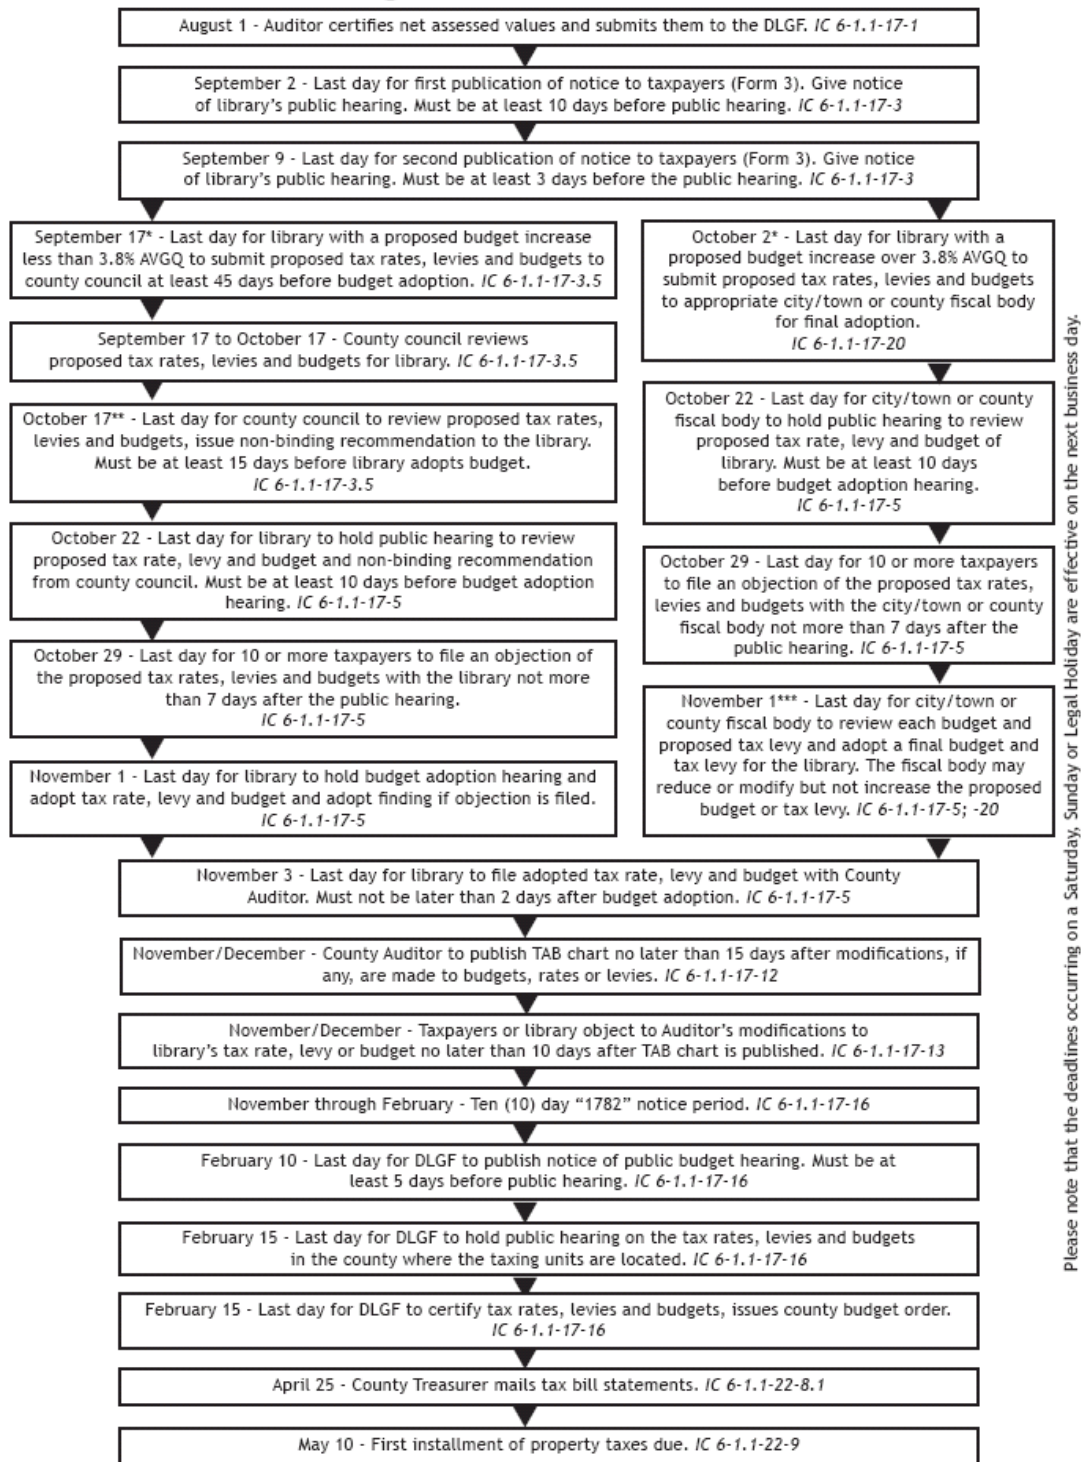 August 1 - Auditor certifies net assessed values and submits them to the DLGF. IC 6-1.1-17-1
September 2 - Last day for first publication of notice to taxpayers (Form 3). Give notice
of library's public hearing. Must be at least 10 days before public hearing. IC 6-1.1-17-3
September 9 - Last day for second publication of notice to taxpayers (Form 3). Give notice
of library's public hearing. Must be at least 3 days before the public hearing. IC 6-1.1-17-3
September 17* - Last day for library with a proposed budget increase
less than 3.8% AVGQ to submit proposed tax rates, levies and budgets to
county council at least 45 days before budget adoption. IC 6-1.1-17-3.5
September 17 to October 17 - County council reviews
proposed tax rates, levies and budgets for library. IC 6-1.1-17-3.5
October 17** - Last day for county council to review proposed tax rates,
levies and budgets, issue non-binding recommendation to the library.
Must be at least 15 days before library adopts budget.
IC 6-1.1-17-3.5
October 22 - Last day for library to hold public hearing to review
proposed tax rate, levy and budget and non-binding recommendation
from county council. Must be at least 10 days before budget adoption
hearing. IC 6-1.1-17-5
October 29 - Last day for 10 or more taxpayers to file an objection of
the proposed tax rates, levies and budgets with the library not more
than 7 days after the public hearing.
IC 6-1.1-17-5
November 1 - Last day for library to hold budget adoption hearing and
adopt tax rate, levy and budget and adopt finding if objection is filed.
IC 6-1.1-17-5
October 2* - Last day for library with a
proposed budget increase over 3.8% AVGQ to
submit proposed tax rates, levies and budgets
to appropriate city/town or county fiscal body
for final adoption.
IC 6-1.1-17-20
October 22 - Last day for city/town or county
fiscal body to hold public hearing to review
proposed tax rate, levy and budget of
library. Must be at least 10 days
before budget adoption hearing.
IC 6-1.1-17-5
October 29 - Last day for 10 or more taxpayers
to file an objection of the proposed tax rates,
levies and budgets with the city/town or county
fiscal body not more than 7 days after the
public hearing. IC 6-1.1-17-5
November 1*** - Last day for city/town or
county fiscal body to review each budget and
proposed tax levy and adopt a final budget and
tax levy for the library. The fiscal body may
reduce or modify but not increase the proposed
budget or tax levy. IC 6-1.1-17-5; -20
November 3 - Last day for library to file adopted tax rate, levy and budget with County
Auditor. Must not be later than 2 days after budget adoption. IC 6-1.1-17-5
November/December - County Auditor to publish TAB chart no later than 15 days after modifications, if
any, are made to budgets, rates or levies. IC 6-1.1-17-12
November/December - Taxpayers or library object to Auditor's modifications to
library's tax rate, levy or budget no later than 10 days after TAB chart is published. IC 6-1.1-17-13
November through February - Ten (10) day “1782” notice period. IC 6-1.1-17-16
February 10 - Last day for DLGF to publish notice of public budget hearing. Must be at
least 5 days before public hearing. IC 6-1.1-17-16
February 15 - Last day for DLGF to hold public hearing on the tax rates, levies and budgets
in the county where the taxing units are located. IC 6-1.1-17-16
February 15 - Last day for DLGF to certify tax rates, levies and budgets, issues county budget order.
IC 6-1.1-17-16
April 25 - County Treasurer mails tax bill statements. IC 6-1.1-22-8.1
May 10 - First installment of property taxes due. IC 6-1.1-22-9
Please note that the deadlines occurring on a Saturday, Sunday or Legal Holiday are effective on the next business day.